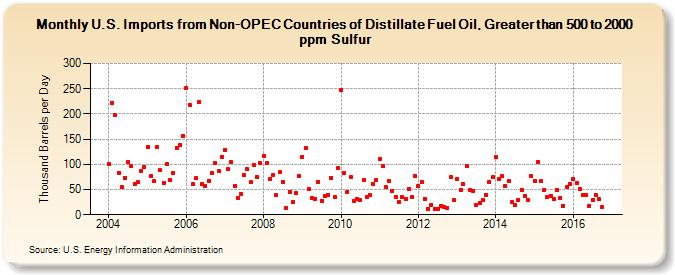 Monthly U.S. Imports from Non-OPEC Countries of Distillate Fuel Oil, Greater than 500 to 2000
ppm Sulfur
Thousand Barrels per Day
300
250
200
150
100
50
0
2004 2006 2008 2010 2012 2014 2016
Source: U.S. Energy Information Administration